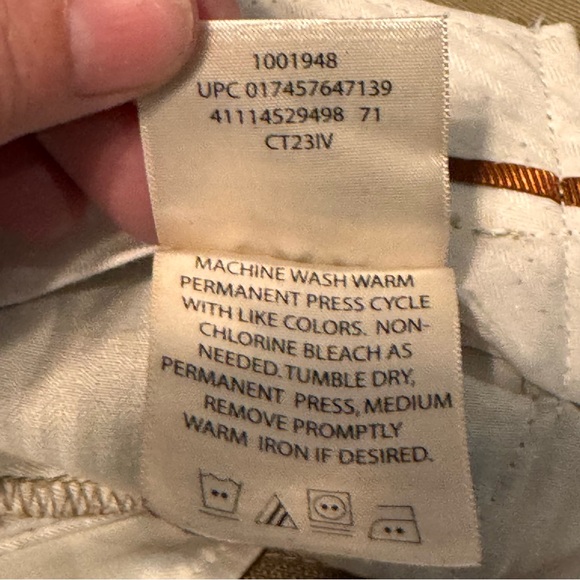 1001948
UPC 017457647139
41114529498 71
CT23IV
MACHINE WASH WARM
PERMANENT PRESS CYCLE
WITH LIKE COLORS. NON-
CHLORINE BLEACH AS
NEEDED. TUMBLE DRY,
PERMANENT PRESS, MEDIUM
REMOVE PROMPTLY
WARM IRON IF DESIRED.